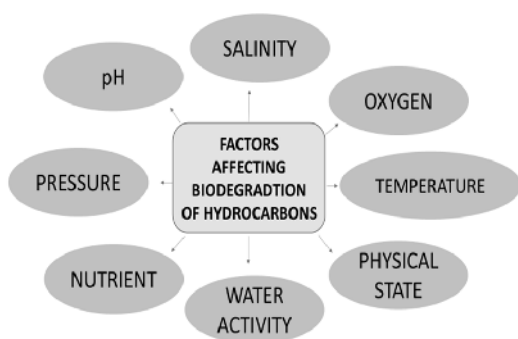 SALINITY
pH
OXYGEN
FACTORS
AFFECTING
BIODEGRADTION
OF HYDROCARBONS
PRESSURE
TEMPERATURE
NUTRIENT
WATER
ACTIVITY
PHYSICAL
STATE